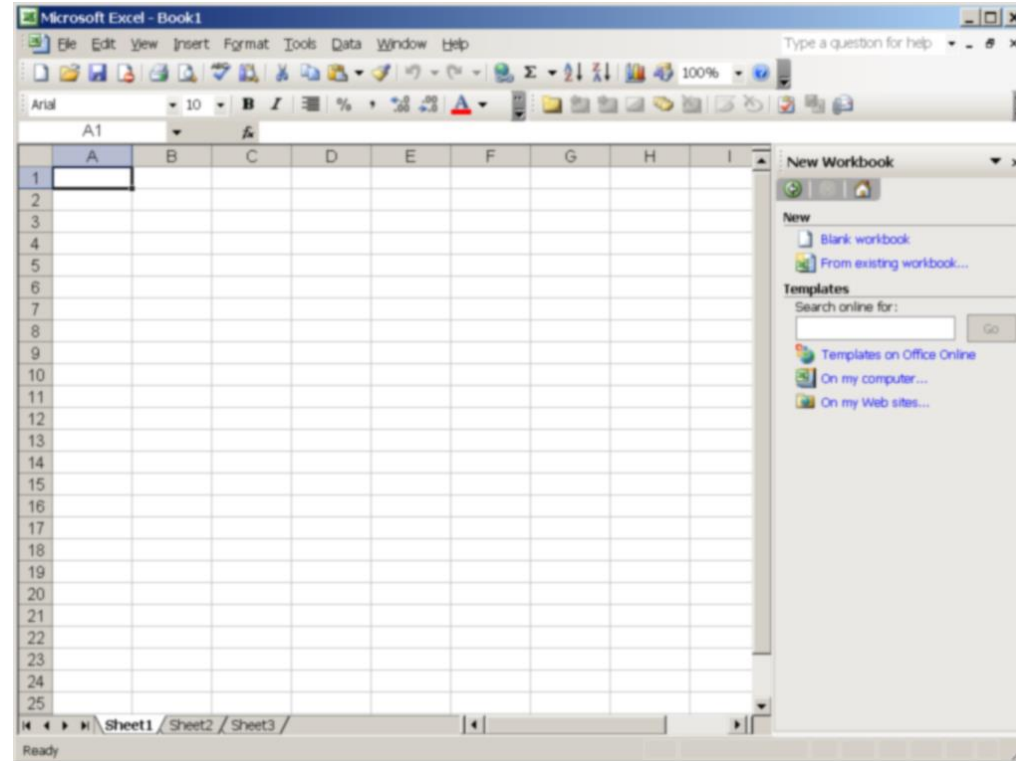 Microsoft Excel - Book1
File Edit View Insert Format Tools Data Window Help Type a question for help
Σ 100%
Arial 10 B I % , A
A1 fx
A B C D E F G H I
1
2
3
4
5
6
7
8
9
10
11
12
13
14
15
16
17
18
19
20
21
22
23
24
25
Sheet1 Sheet2 Sheet3
Ready
New Workbook
New
Blank workbook
From existing workbook...
Templates
Search online for:
Go
Templates on Office Online
On my computer...
On my Web sites...